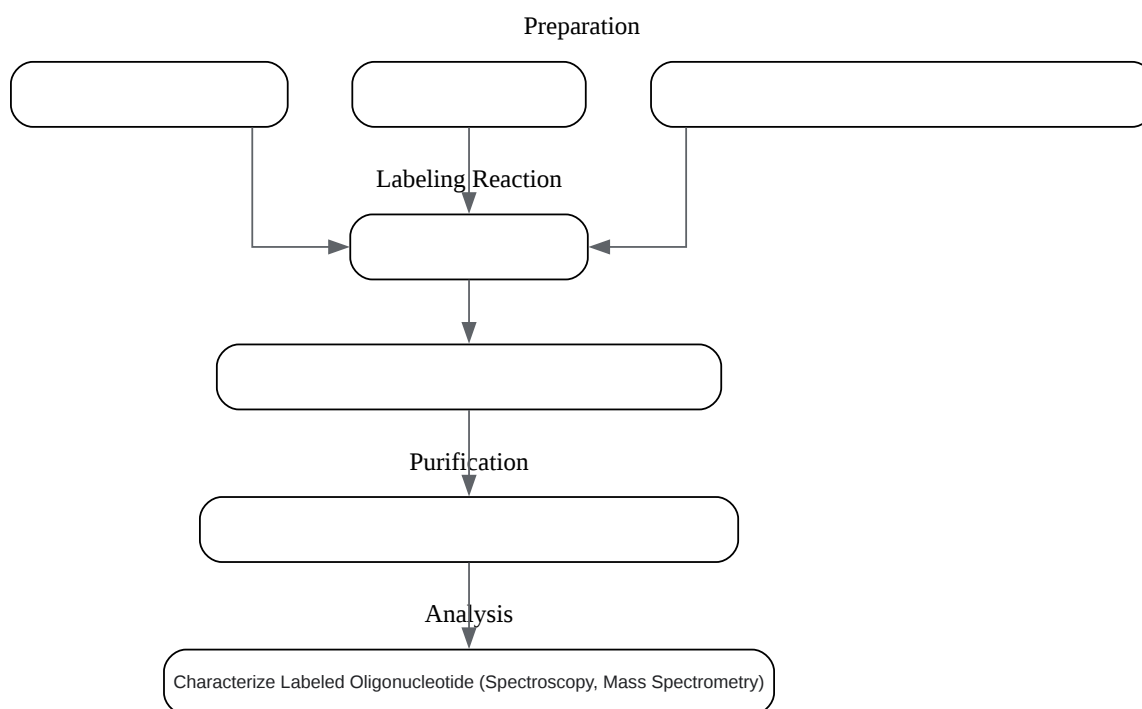 Preparation
Labeling Reaction
Purification
Analysis
Characterize Labeled Oligonucleotide (Spectroscopy, Mass Spectrometry)